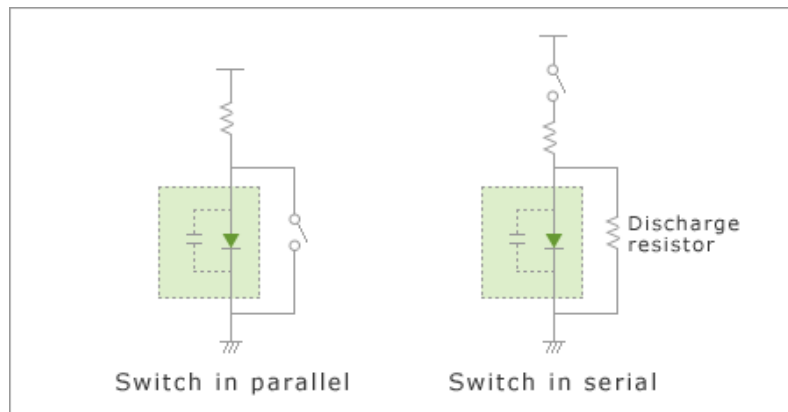 Discharge
resistor
Switch in parallel
Switch in serial